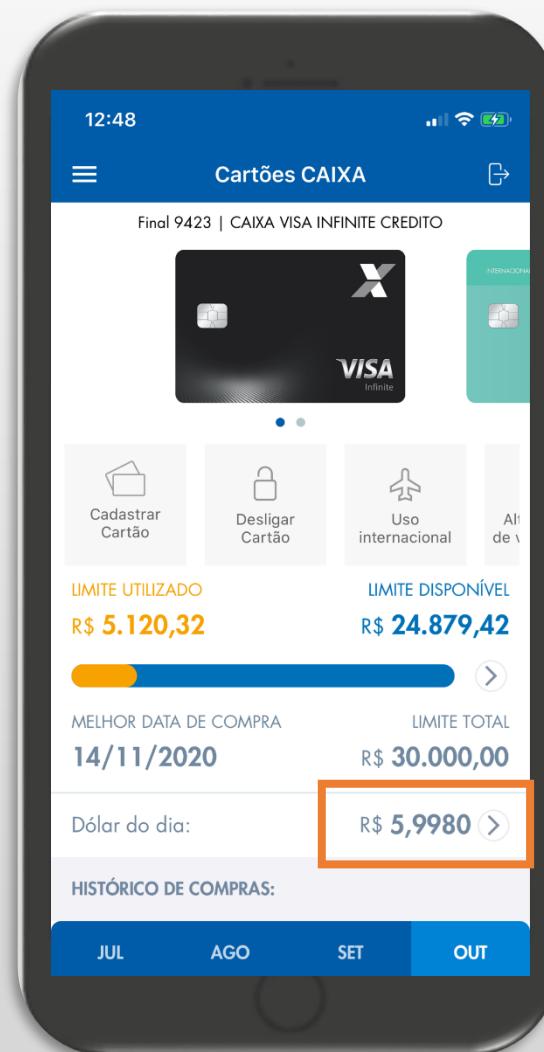 12:48
Cartões CAIXA
Final 9423 | CAIXA VISA INFINITE CREDITO
INTERNACIONAL
VISA
Infinite
Cadastrar
Cartão
Desligar
Cartão
Uso
internacional
LIMITE UTILIZADO
R$ 5.120,32
LIMITE DISPONÍVEL
R$ 24.879,42
MELHOR DATA DE COMPRA
14/11/2020
LIMITE TOTAL
R$ 30.000,00
Dólar do dia: R$ 5,9980
HISTÓRICO DE COMPRAS:
JUL AGO SET OUT